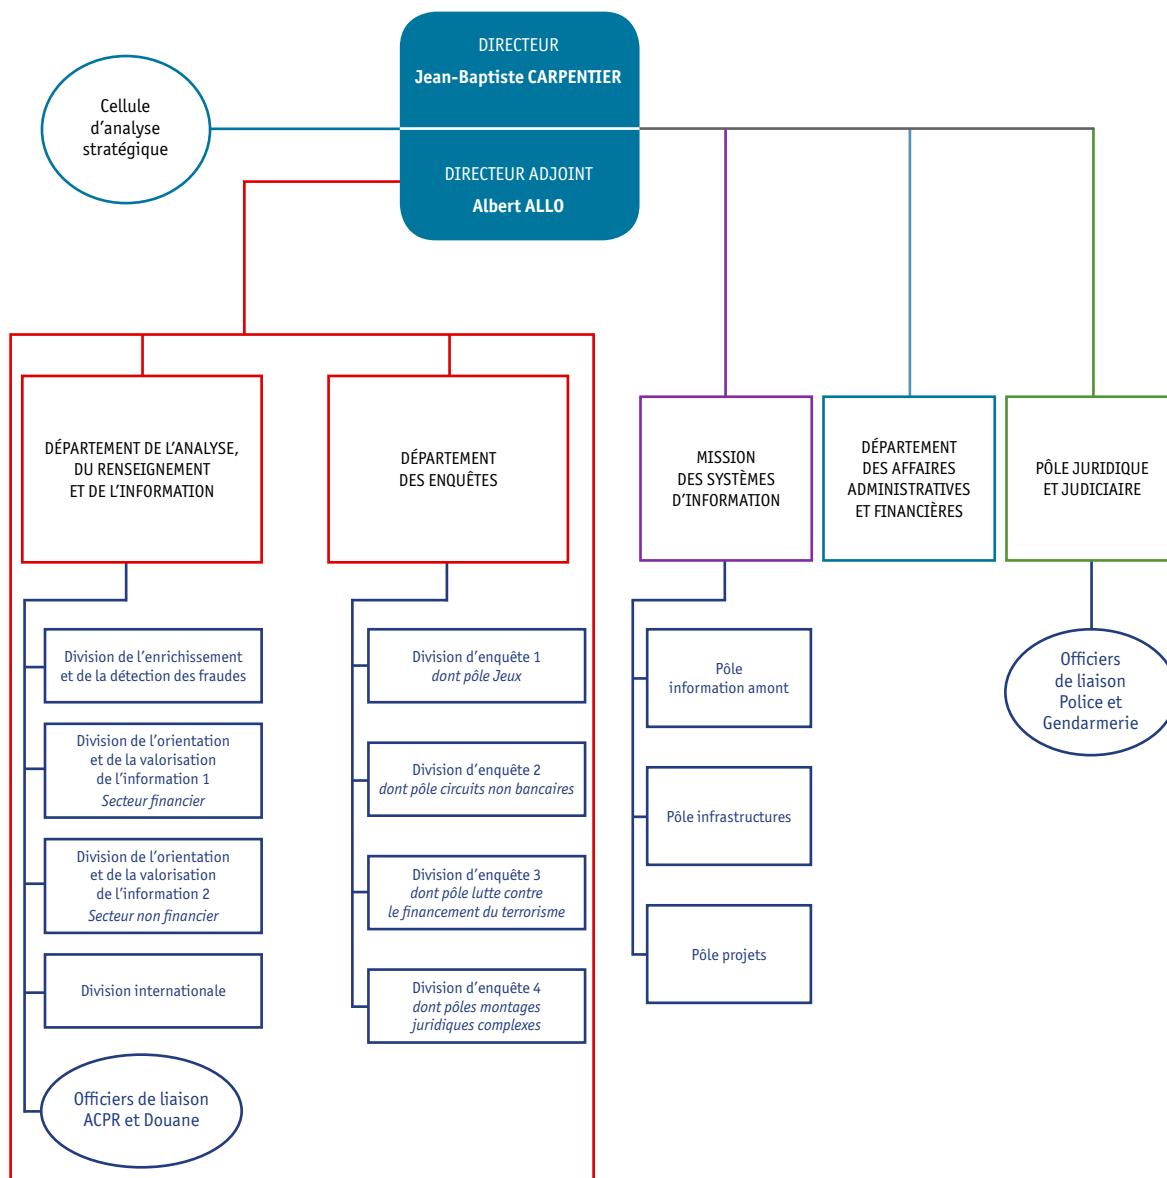 DIRECTEUR
Jean-Baptiste CARPENTIER
Cellule
d'analyse
stratégique
DIRECTEUR ADJOINT
Albert ALLO
DÉPARTEMENT DE L'ANALYSE,
DU RENSEIGNEMENT
ET DE L'INFORMATION
DÉPARTEMENT
DES ENQUÊTES
MISSION
DES SYSTÈMES
D'INFORMATION
DÉPARTEMENT
DES AFFAIRES
ADMINISTRATIVES
ET FINANCIÈRES
PÔLE JURIDIQUE
ET JUDICIAIRE
Division de l'enrichissement
et de la détection des fraudes
Division de l'orientation
et de la valorisation
de l'information 1
Secteur financier
Division de l'orientation
et de la valorisation
de l'information 2
Secteur non financier
Division internationale
Officiers de liaison
ACPR et Douane
Division d'enquête 1
dont pôle Jeux
Division d'enquête 2
dont pôle circuits non bancaires
Division d'enquête 3
dont pôle lutte contre
le financement du terrorisme
Division d'enquête 4
dont pôles montages
juridiques complexes
Pôle
information amont
Pôle infrastructures
Pôle projets
Officiers
de liaison
Police et
Gendarmerie